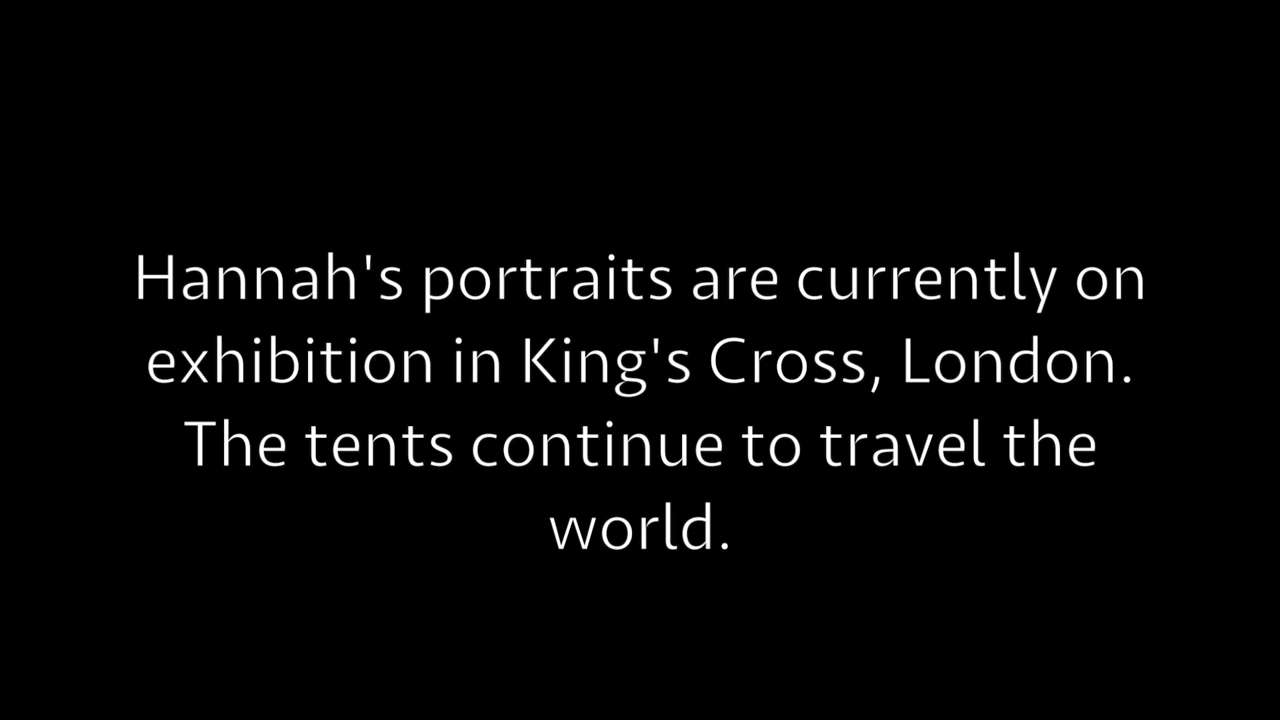 Hannah's portraits are currently on
exhibition in King's Cross, London.
The tents continue to travel the
world.